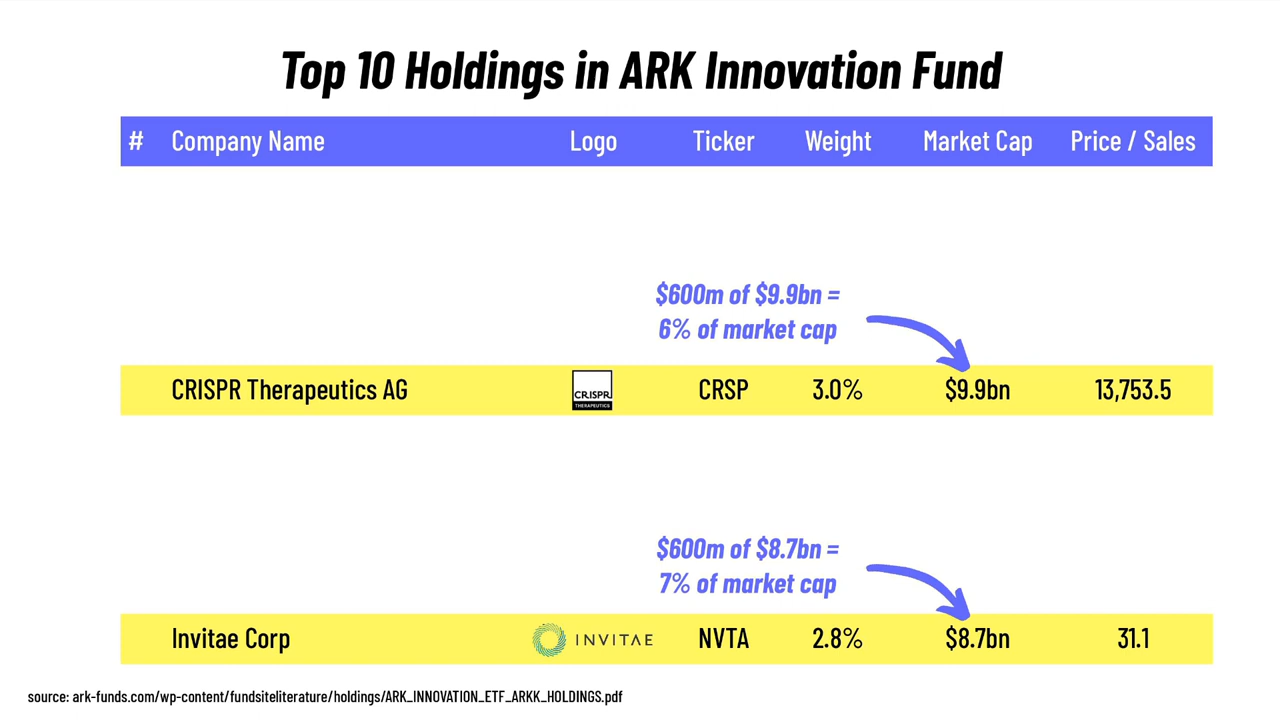 Top 10 Holdings in ARK Innovation Fund
# Company Name Logo Ticker Weight Market Cap Price / Sales
$600m of $9.9bn =
6% of market cap
CRISPR Therapeutics AG CRISPR THERAPEUTICS CRSP 3.0% $9.9bn 13,753.5
$600m of $8.7bn =
7% of market cap
Invitae Corp INVITAE NVTA 2.8% $8.7bn 31.1
source: ark-funds.com/wp-content/fundsiteliterature/holdings/ARK_INNOVATION_ETF_ARKK_HOLDINGS.pdf